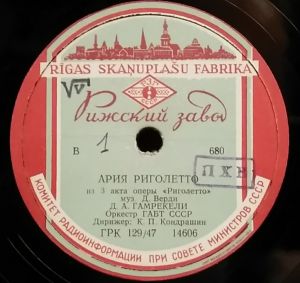 RĪGAS SKAŅUPLAŠU FABRIKA
Рижский завод
В
1
680
ПХВ
АРИЯ РИГОЛЕТТО
из 3 акта оперы «Риголетто»
муз Д. Верди
Д. А. ГАМРЕКЕЛИ
Оркестр ГАБТ СССР
Дирижер: К. П. Кондрашин
ГРК 129/47 14606
КОМИТЕТ РАДИОИНФОРМАЦИИ ПРИ СОВЕТЕ МИНИСТРОВ СССР